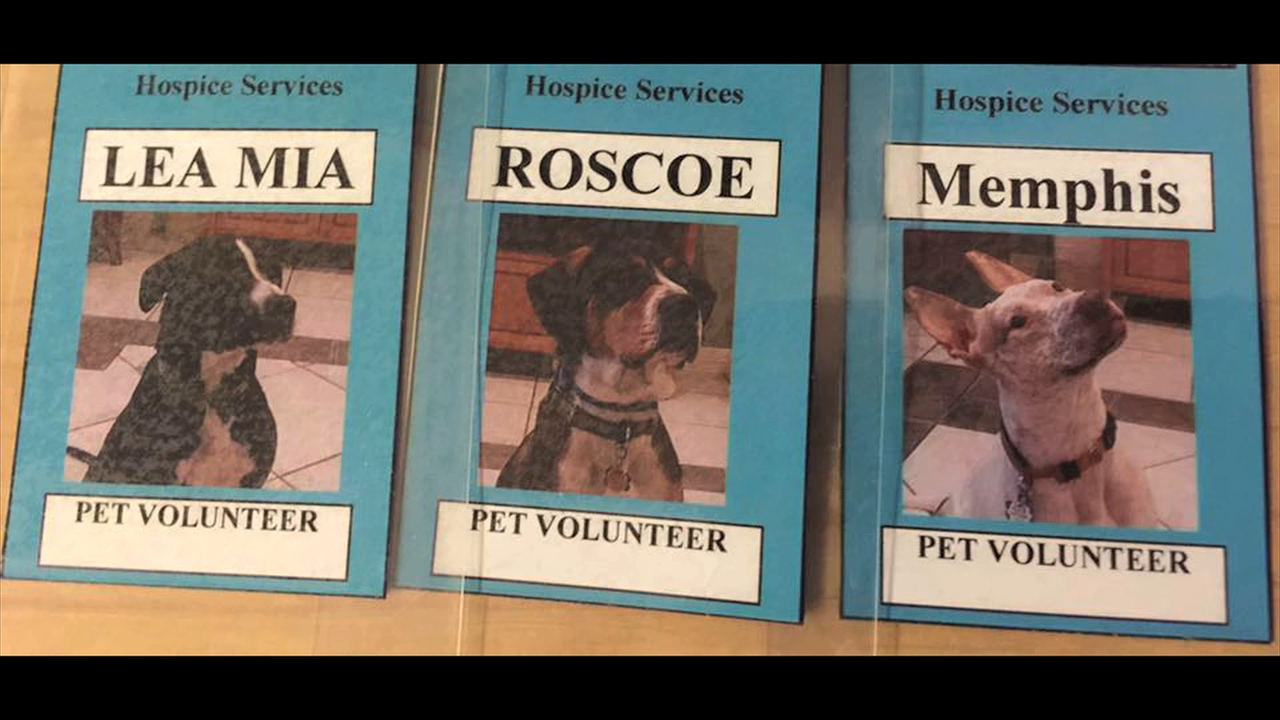 Hospice Services
LEA MIA
PET VOLUNTEER
Hospice Services
ROSCOE
PET VOLUNTEER
Hospice Services
Memphis
PET VOLUNTEER